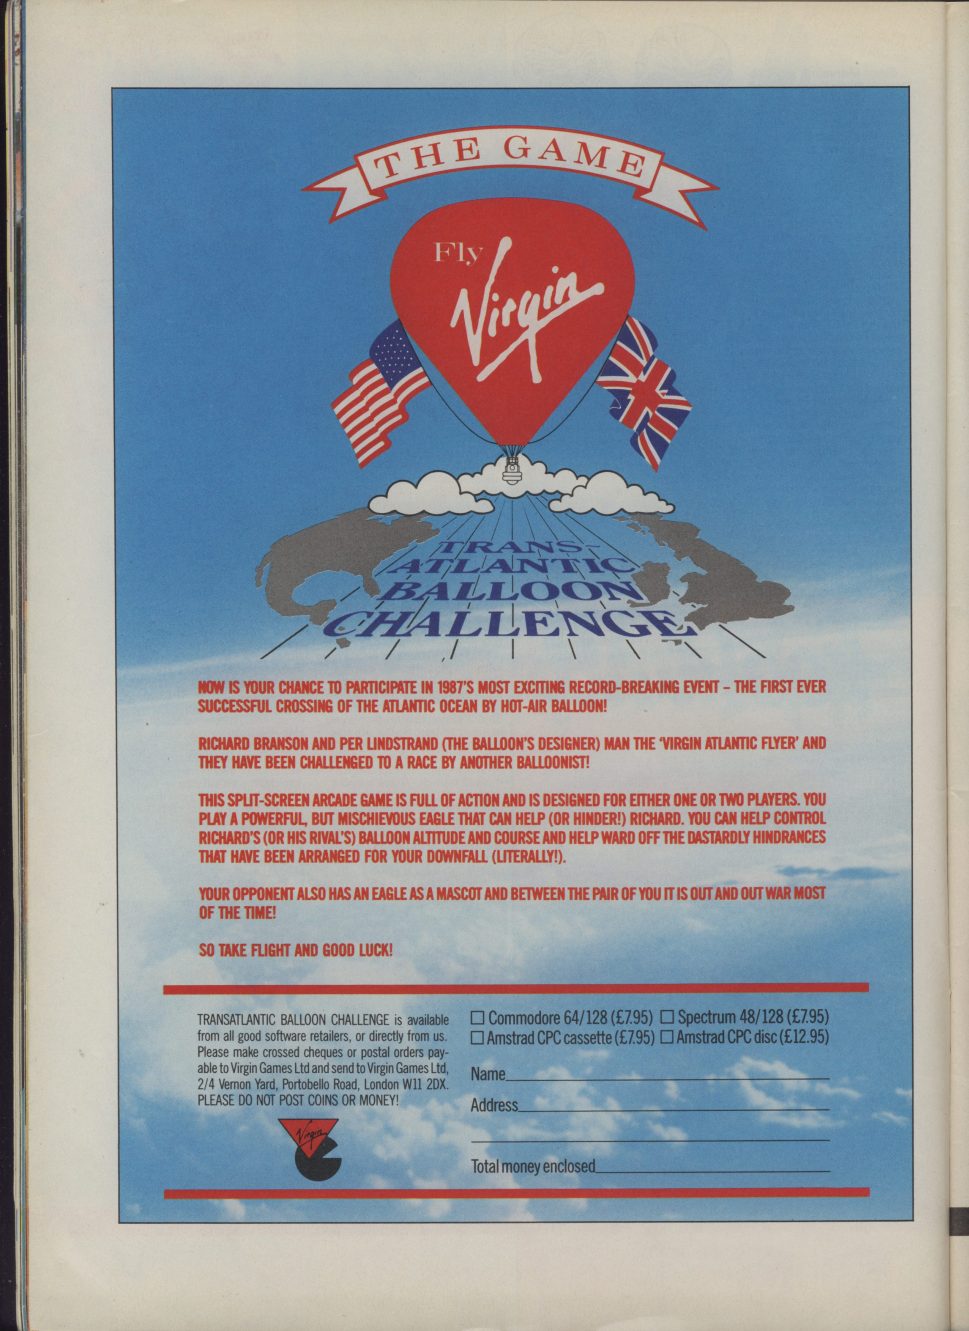 THE GAME
Fly
Virgin
TRANS-
ATLANTIC
BALLOON
CHALLENGE
NOW IS YOUR CHANCE TO PARTICIPATE IN 1987'S MOST EXCITING RECORD-BREAKING EVENT – THE FIRST EVER
SUCCESSFUL CROSSING OF THE ATLANTIC OCEAN BY HOT-AIR BALLOON!
RICHARD BRANSON AND PER LINDSTRAND (THE BALLOON'S DESIGNER) MAN THE 'VIRGIN ATLANTIC FLYER' AND
THEY HAVE BEEN CHALLENGED TO A RACE BY ANOTHER BALLOONIST!
THIS SPLIT-SCREEN ARCADE GAME IS FULL OF ACTION AND IS DESIGNED FOR EITHER ONE OR TWO PLAYERS. YOU
PLAY A POWERFUL, BUT MISCHIEVOUS EAGLE THAT CAN HELP (OR HINDER!) RICHARD. YOU CAN HELP CONTROL
RICHARD'S (OR HIS RIVAL'S) BALLOON ALTITUDE AND COURSE AND HELP WARD OFF THE DASTARDLY HINDRANCES
THAT HAVE BEEN ARRANGED FOR YOUR DOWNFALL (LITERALLY!).
YOUR OPPONENT ALSO HAS AN EAGLE AS A MASCOT AND BETWEEN THE PAIR OF YOU IT IS OUT AND OUT WAR MOST
OF THE TIME!
SO TAKE FLIGHT AND GOOD LUCK!
TRANSATLANTIC BALLOON CHALLENGE is available
from all good software retailers, or directly from us.
Please make crossed cheques or postal orders pay-
able to Virgin Games Ltd and send to Virgin Games Ltd,
2/4 Vernon Yard, Portobello Road, London W11 2DX.
PLEASE DO NOT POST COINS OR MONEY!
Virgin
Commodore 64/128 (£7.95) Spectrum 48/128 (£7.95)
Amstrad CPC cassette (£7.95) Amstrad CPC disc (£12.95)
Name
Address
Total money enclosed